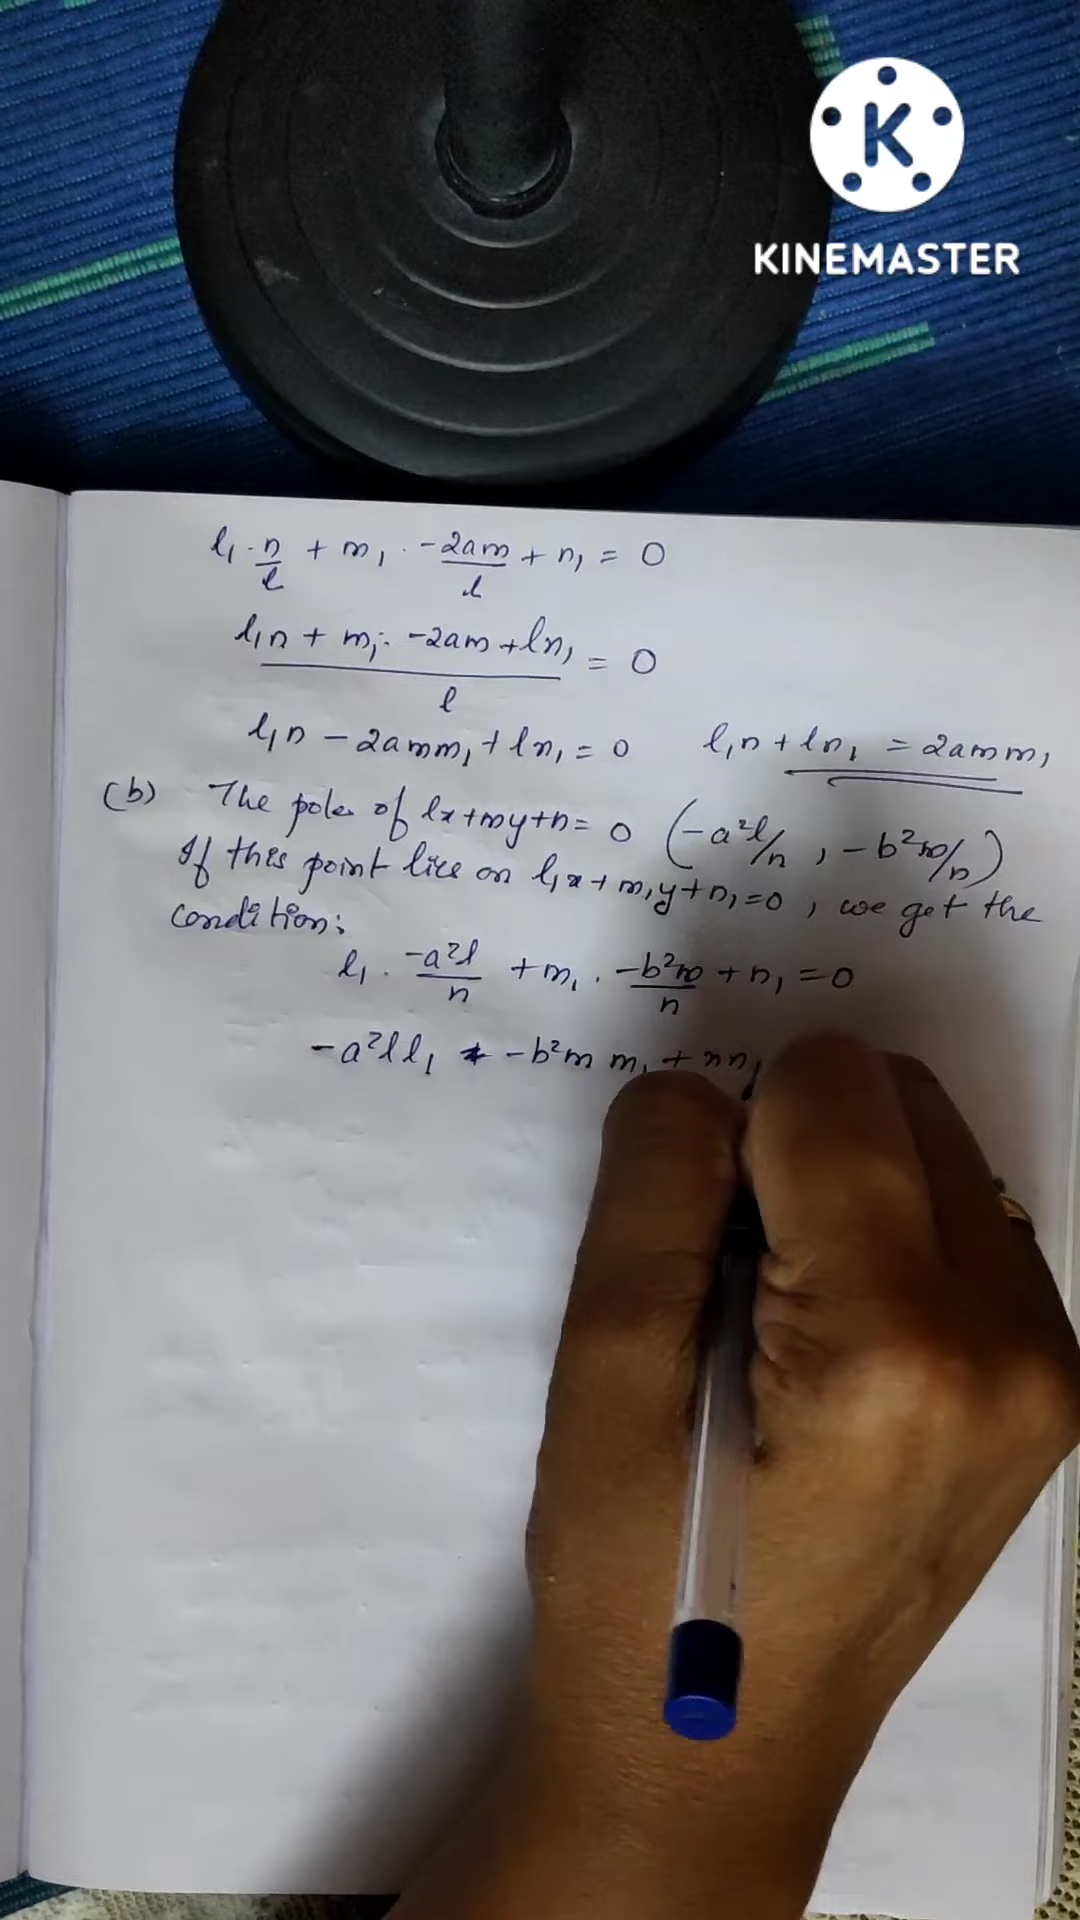 K
KINEMASTER
l₁ · n/l + m₁ · -2am/l + n₁ = 0
l₁n + m₁ · -2am + ln₁ / l = 0
l₁n - 2amm₁ + ln₁ = 0 l₁n + ln₁ = 2amm₁
(b) The pole of lx+my+n = 0 (-a²l/n , -b²m/n)
If this point lies on l₁x + m₁y + n₁ = 0 , we get the
condition:
l₁ · -a²l/n + m₁ · -b²m/n + n₁ = 0
-a²ll₁ - b²m m₁ + nn₁